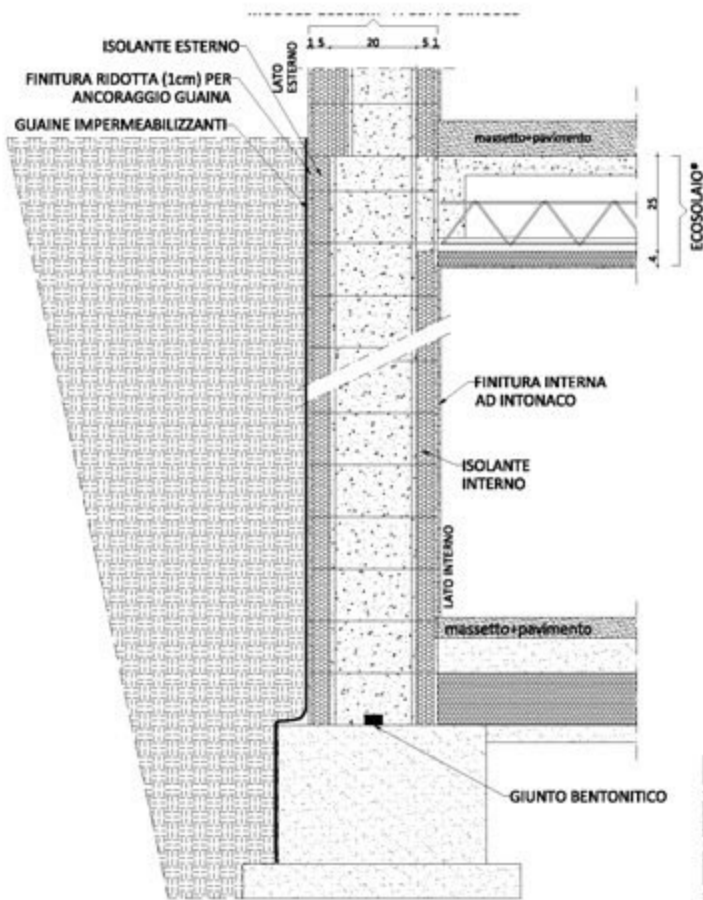 1 5 20 5 1
ISOLANTE ESTERNO
LATO
ESTERNO
FINITURA RIDOTTA (1cm) PER
ANCORAGGIO GUAINA
GUAINE IMPERMEABILIZZANTI
massetto+pavimento
25
4
ECOSOLAIO®
FINITURA INTERNA
AD INTONACO
ISOLANTE
INTERNO
LATO INTERNO
massetto+pavimento
GIUNTO BENTONITICO